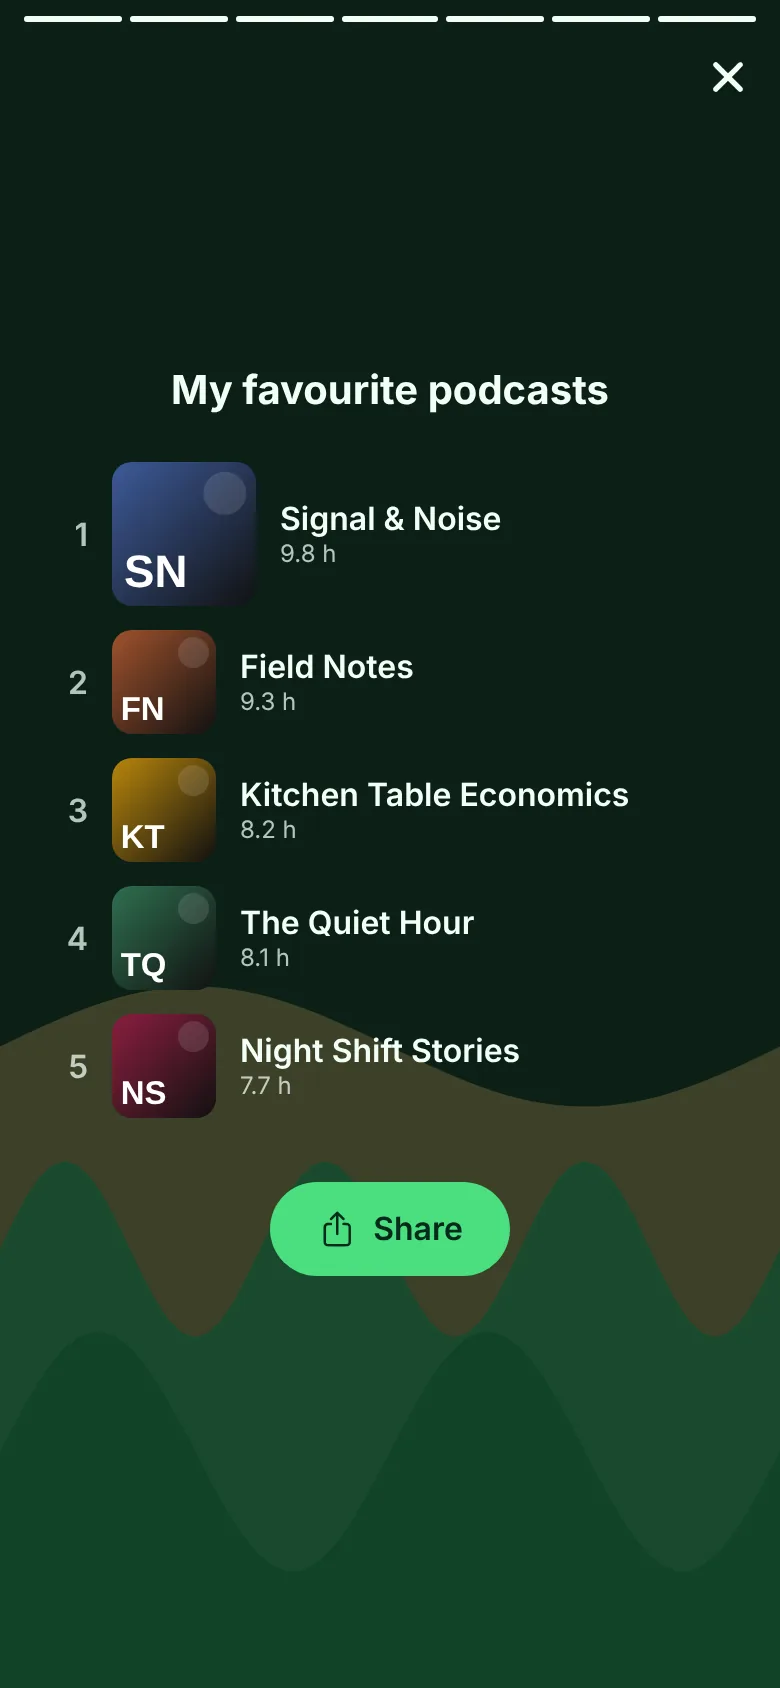 My favourite podcasts
1
SN
Signal & Noise
9.8 h
2
FN
Field Notes
9.3 h
3
KT
Kitchen Table Economics
8.2 h
4
TQ
The Quiet Hour
8.1 h
5
NS
Night Shift Stories
7.7 h
Share